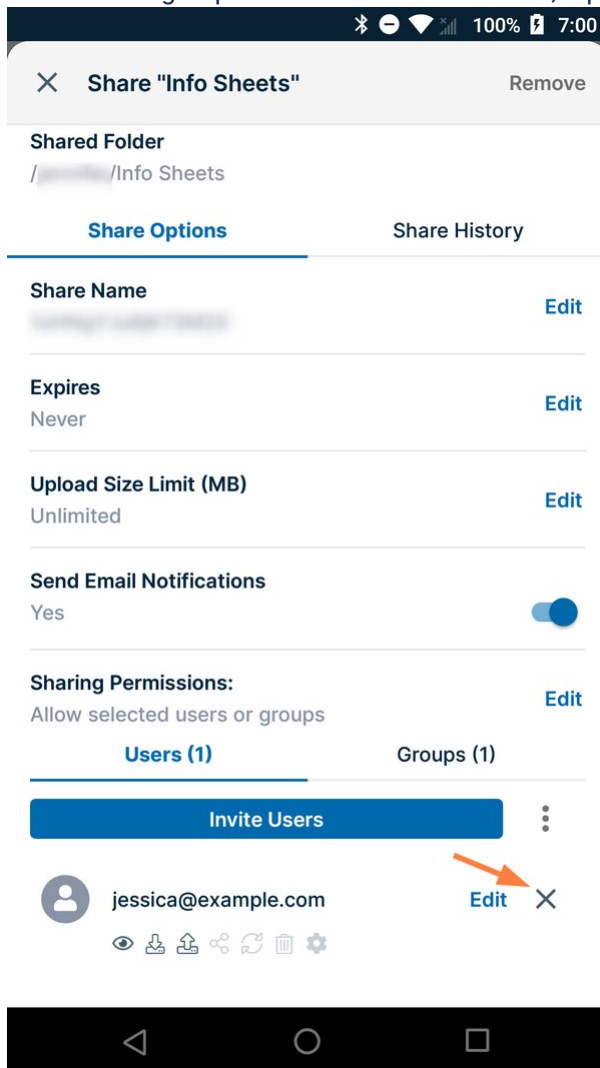 100% 7:00
Share "Info Sheets" Remove
Shared Folder
/ /Info Sheets
Share Options Share History
Share Name
Edit
Expires
Edit
Never
Upload Size Limit (MB)
Edit
Unlimited
Send Email Notifications
Yes
Sharing Permissions:
Edit
Allow selected users or groups
Users (1) Groups (1)
Invite Users
jessica@example.com Edit